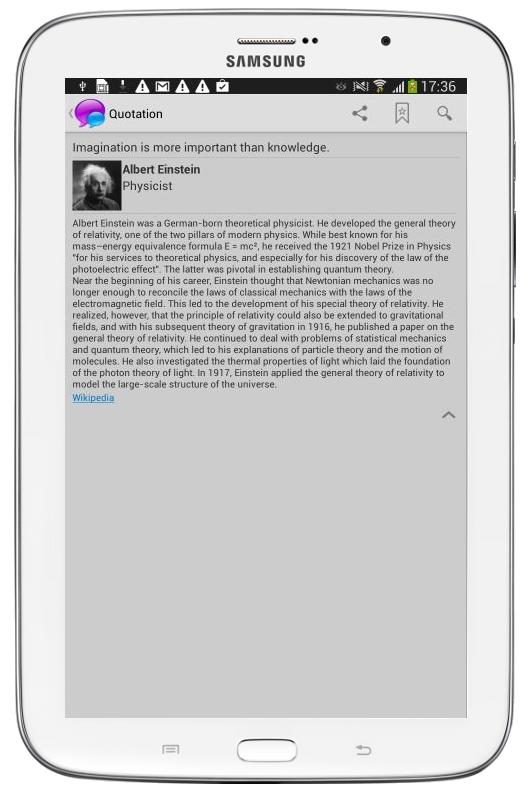 SAMSUNG
17:36
Quotation
Imagination is more important than knowledge.
Albert Einstein
Physicist
Albert Einstein was a German-born theoretical physicist. He developed the general theory
of relativity, one of the two pillars of modern physics. While best known for his
mass–energy equivalence formula E = mc², he received the 1921 Nobel Prize in Physics
"for his services to theoretical physics, and especially for his discovery of the law of the
photoelectric effect". The latter was pivotal in establishing quantum theory.
Near the beginning of his career, Einstein thought that Newtonian mechanics was no
longer enough to reconcile the laws of classical mechanics with the laws of the
electromagnetic field. This led to the development of his special theory of relativity. He
realized, however, that the principle of relativity could also be extended to gravitational
fields, and with his subsequent theory of gravitation in 1916, he published a paper on the
general theory of relativity. He continued to deal with problems of statistical mechanics
and quantum theory, which led to his explanations of particle theory and the motion of
molecules. He also investigated the thermal properties of light which laid the foundation
of the photon theory of light. In 1917, Einstein applied the general theory of relativity to
model the large-scale structure of the universe.
Wikipedia